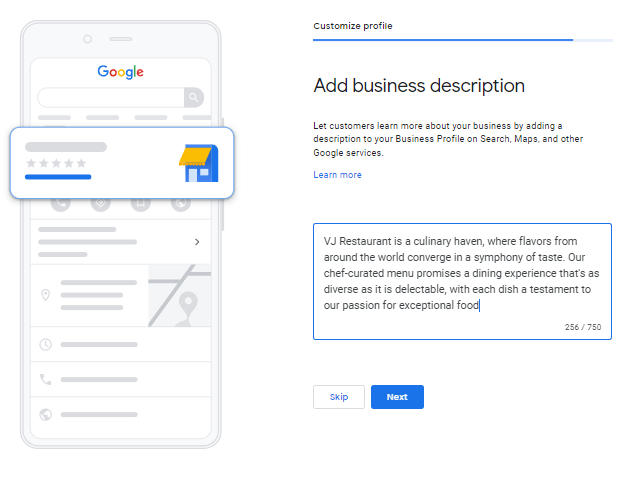 Customize profile
Google
Add business description
Let customers learn more about your business by adding a
description to your Business Profile on Search, Maps, and other
Google services.
Learn more
VJ Restaurant is a culinary haven, where flavors from
around the world converge in a symphony of taste. Our
chef-curated menu promises a dining experience that's as
diverse as it is delectable, with each dish a testament to
our passion for exceptional food
256 / 750
Skip
Next